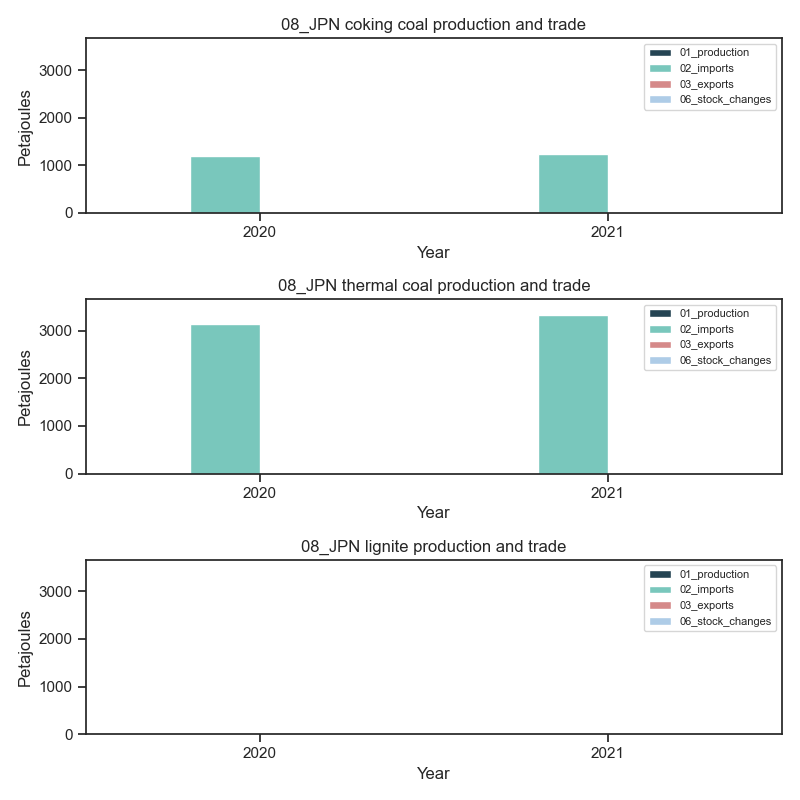 08_JPN coking coal production and trade
01_production
02_imports
03_exports
06_stock_changes
Petajoules
3000
2000
1000
0
2020
2021
Year
08_JPN thermal coal production and trade
01_production
02_imports
03_exports
06_stock_changes
Petajoules
3000
2000
1000
0
2020
2021
Year
08_JPN lignite production and trade
01_production
02_imports
03_exports
06_stock_changes
Petajoules
3000
2000
1000
0
2020
2021
Year